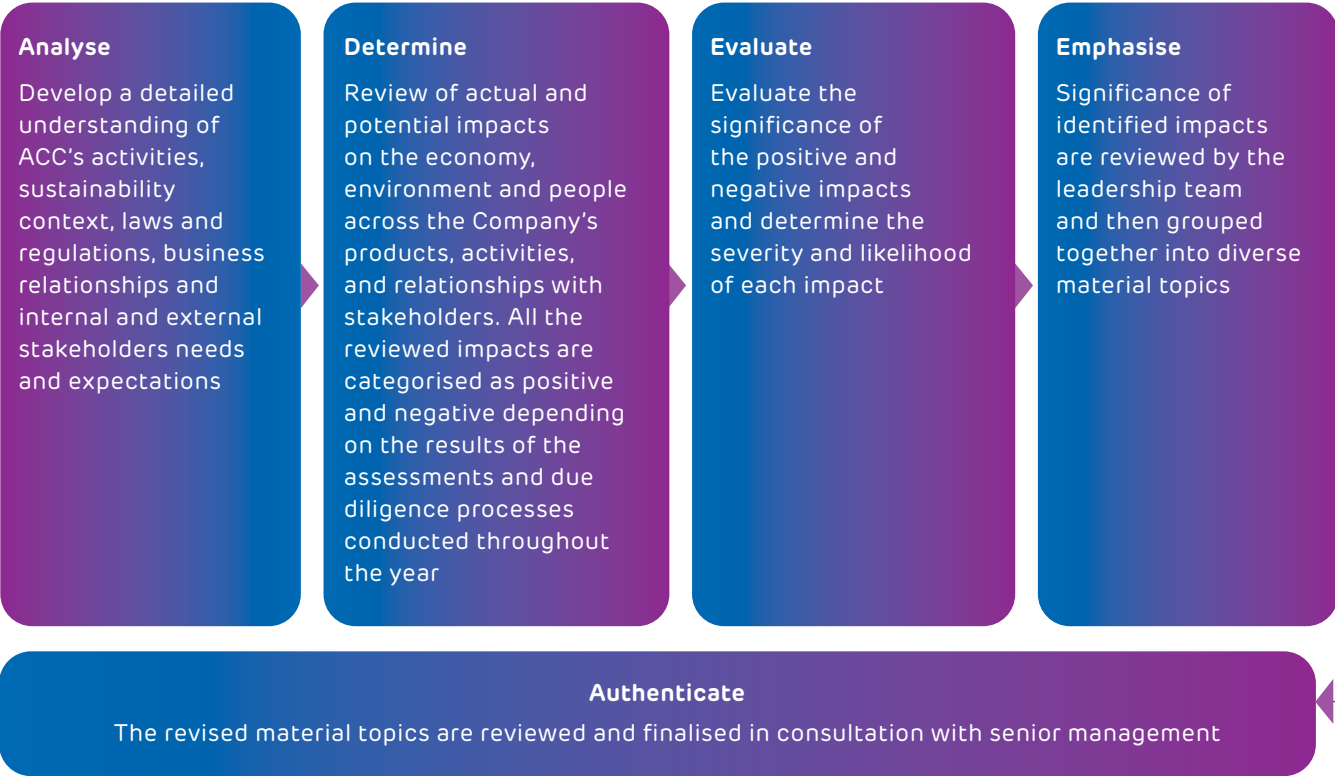 Analyse
Develop a detailed
understanding of
ACC's activities,
sustainability
context, laws and
regulations, business
relationships and
internal and external
stakeholders needs
and expectations
Determine
Review of actual and
potential impacts
on the economy,
environment and people
across the Company's
products, activities,
and relationships with
stakeholders. All the
reviewed impacts are
categorised as positive
and negative depending
on the results of the
assessments and due
diligence processes
conducted throughout
the year
Evaluate
Evaluate the
significance of
the positive and
negative impacts
and determine the
severity and likelihood
of each impact
Emphasise
Significance of
identified impacts
are reviewed by the
leadership team
and then grouped
together into diverse
material topics
Authenticate
The revised material topics are reviewed and finalised in consultation with senior management